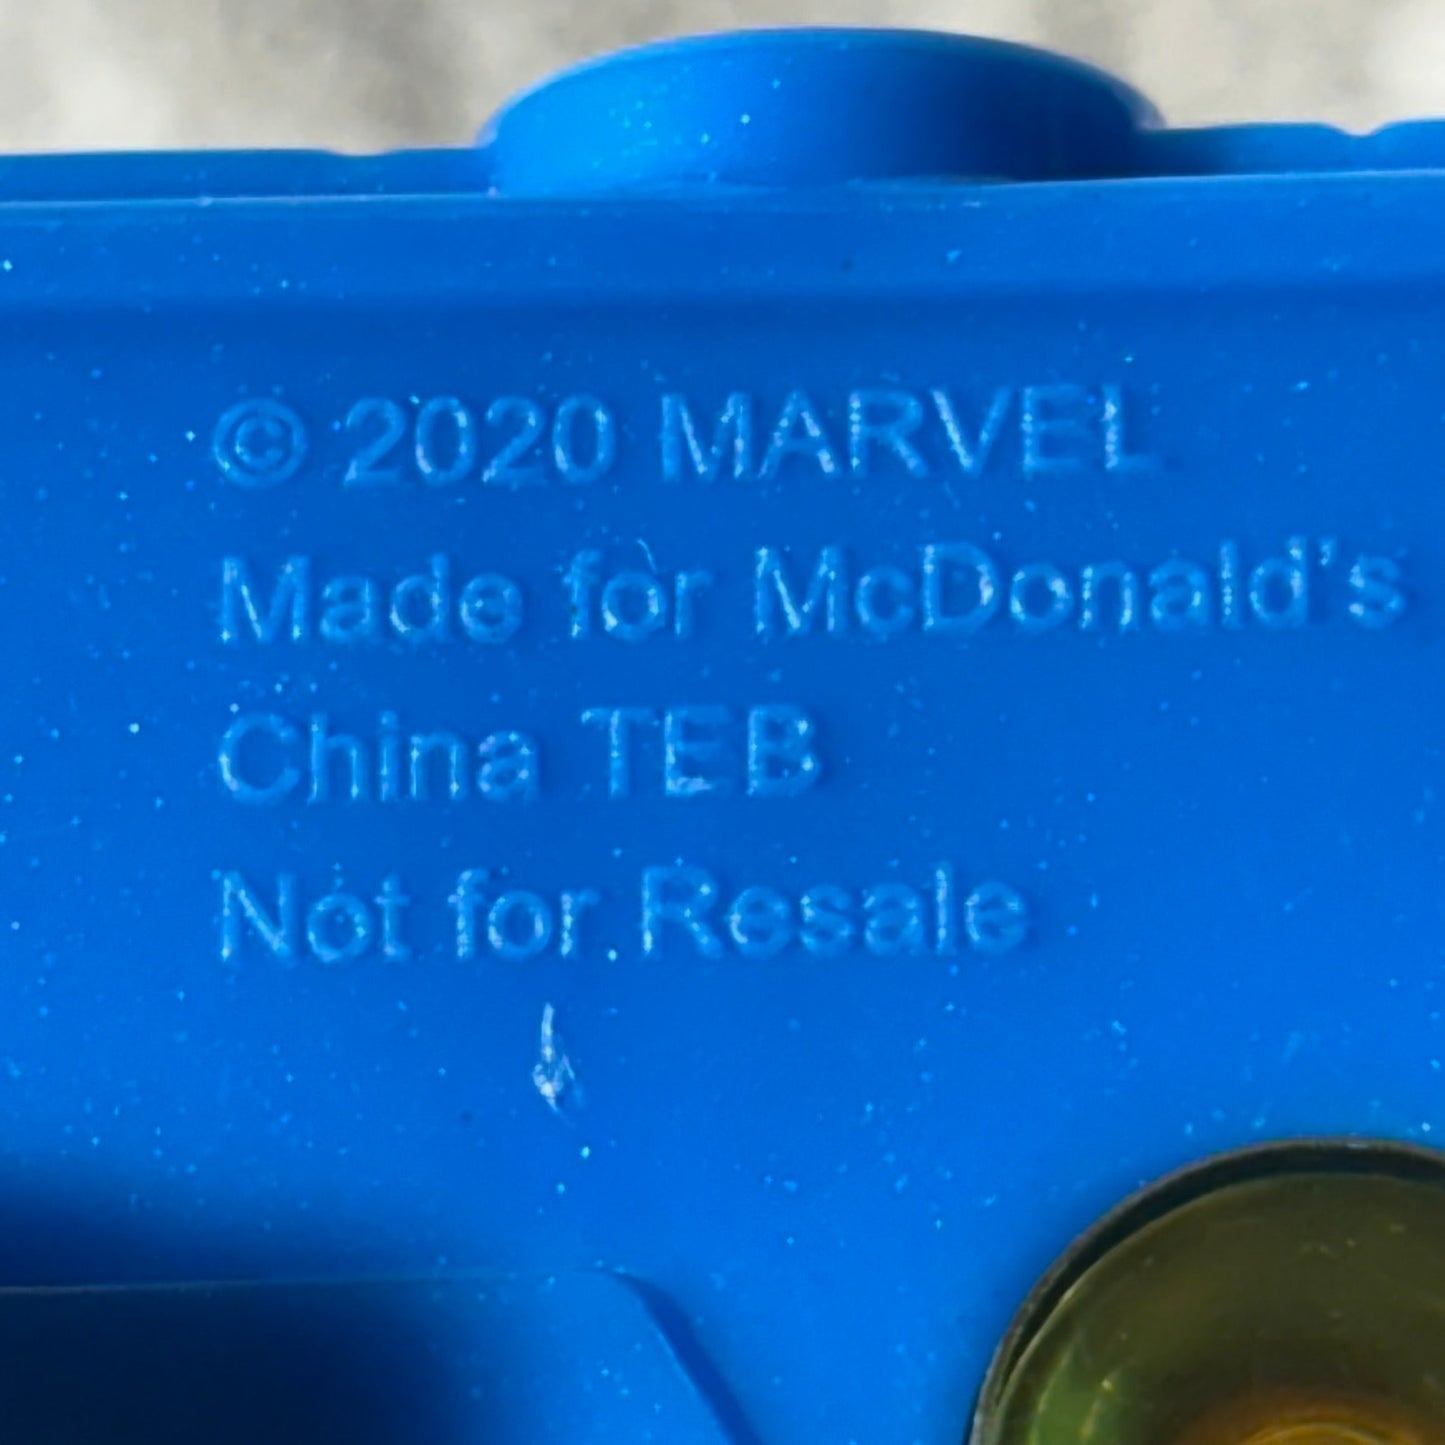 © 2020 MARVEL
Made for McDonald's
China TEB
Not for Resale